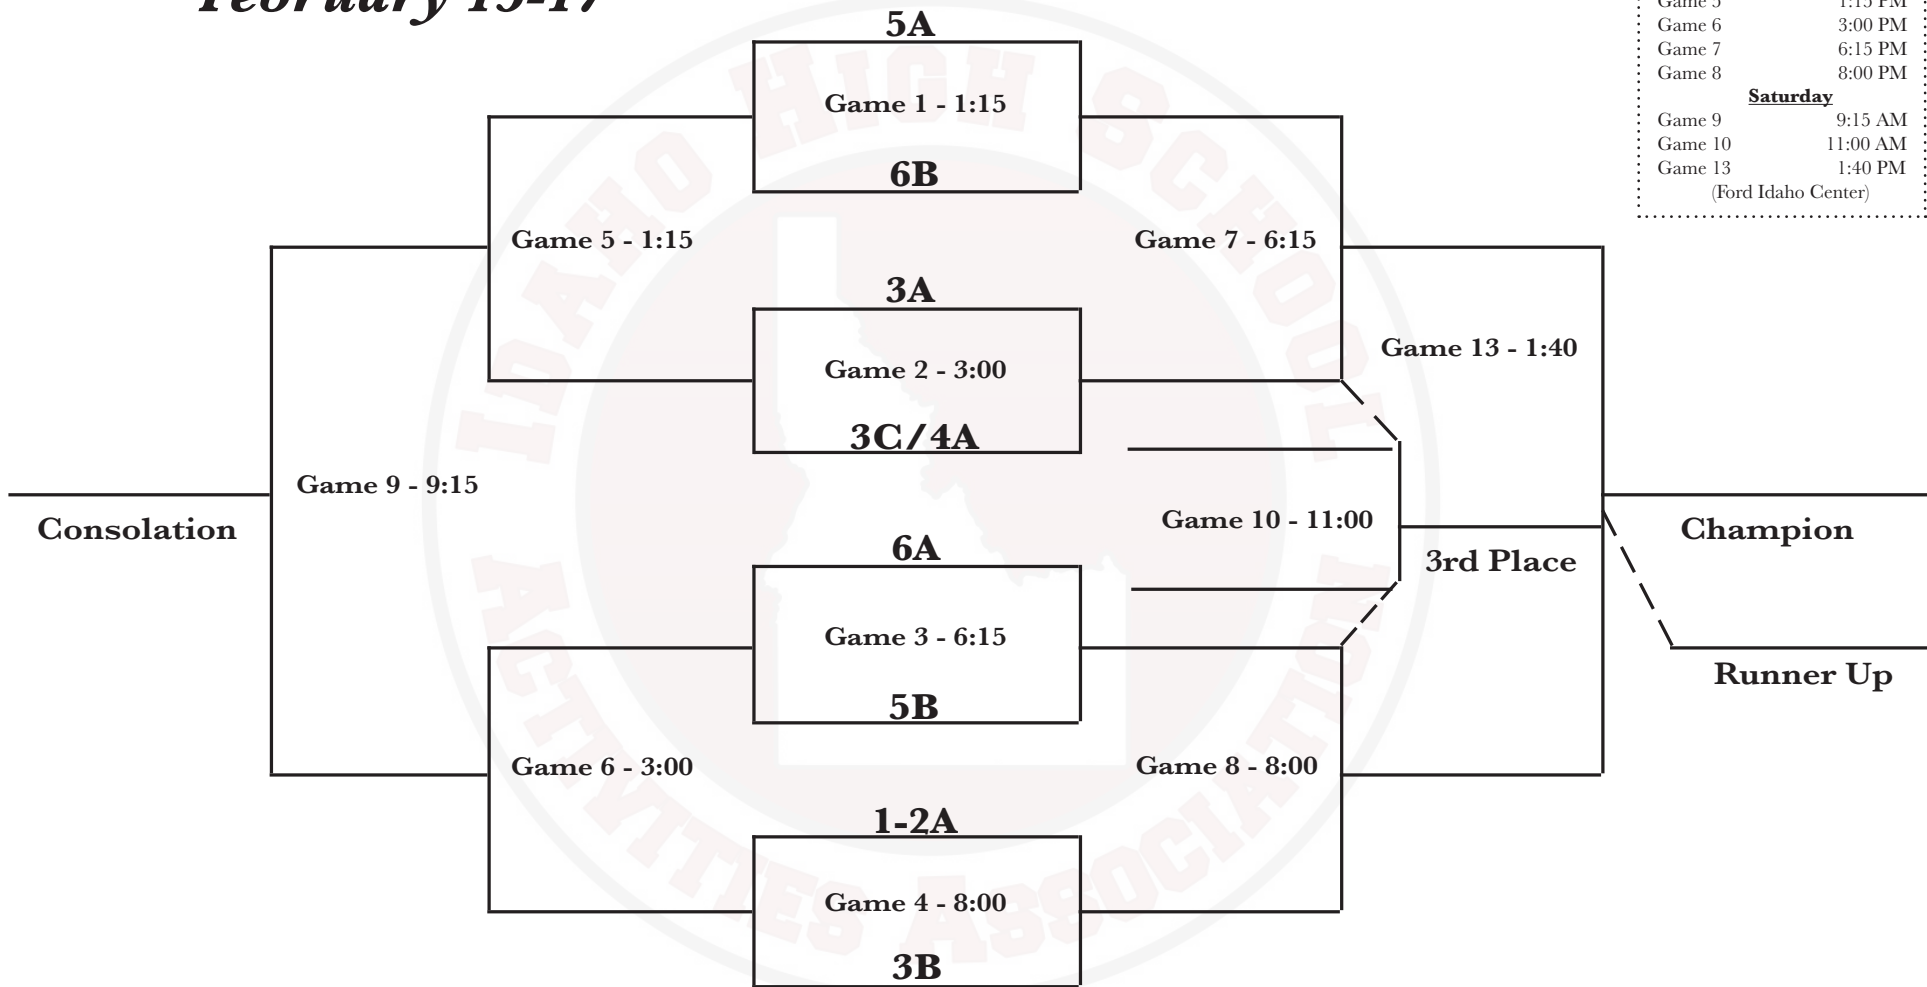 February 15-17
Game 5 1:15 PM
Game 6 3:00 PM
Game 7 6:15 PM
Game 8 8:00 PM
Saturday
Game 9 9:15 AM
Game 10 11:00 AM
Game 13 1:40 PM
(Ford Idaho Center)
5A
Game 1 - 1:15
6B
Game 5 - 1:15
Game 7 - 6:15
3A
Game 2 - 3:00
3C/4A
Game 13 - 1:40
Game 9 - 9:15
Consolation
Game 10 - 11:00
3rd Place
Champion
6A
Game 3 - 6:15
5B
Runner Up
Game 6 - 3:00
Game 8 - 8:00
1-2A
Game 4 - 8:00
3B
IDAHO HIGH SCHOOL
ACTIVITIES ASSOCIATION